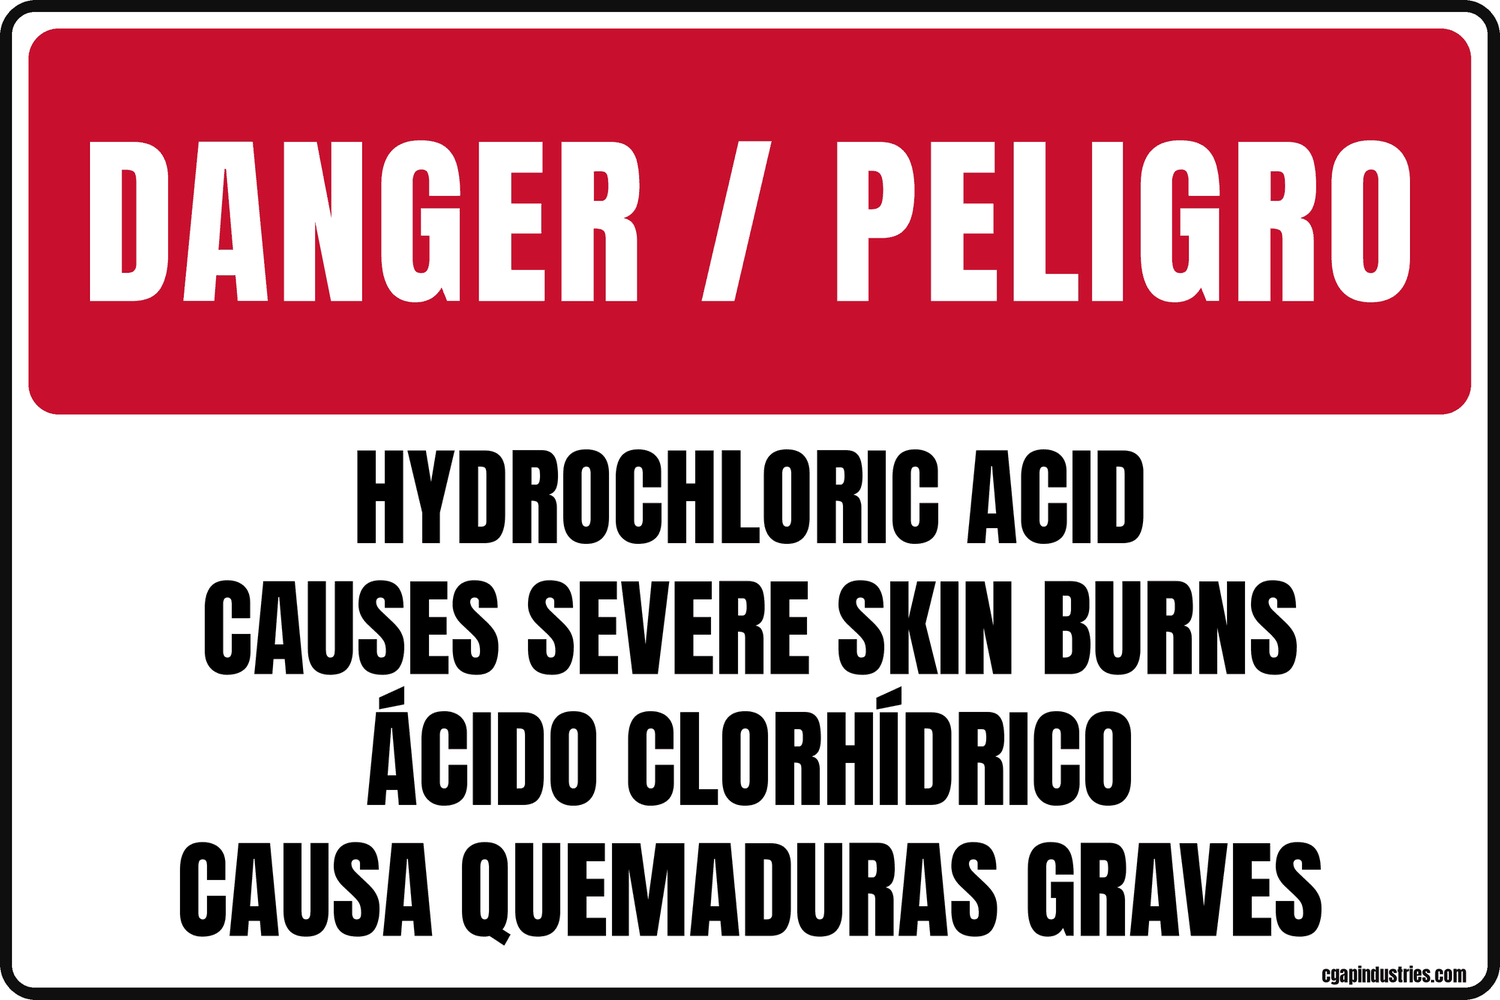 DANGER / PELIGRO
HYDROCHLORIC ACID
CAUSES SEVERE SKIN BURNS
ÁCIDO CLORHÍDRICO
CAUSA QUEMADURAS GRAVES
cgapindustries.com